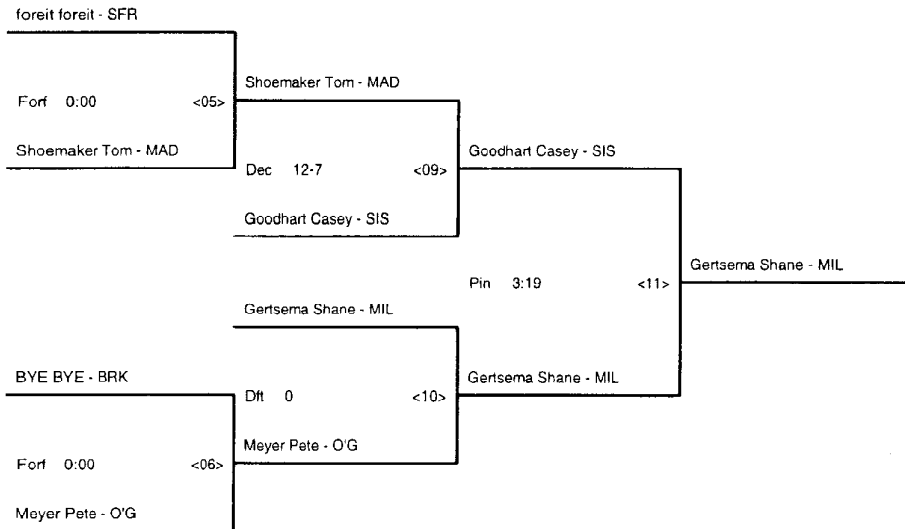 foreit foreit - SFR
Shoemaker Tom - MAD
Forf 0:00 <05>
Shoemaker Tom - MAD
Goodhart Casey - SIS
Dec 12-7 <09>
Goodhart Casey - SIS
Gertsema Shane - MIL
Pin 3:19 <11>
Gertsema Shane - MIL
BYE BYE - BRK
Gertsema Shane - MIL
Dft 0 <10>
Meyer Pete - O'G
Forf 0:00 <06>
Meyer Pete - O'G